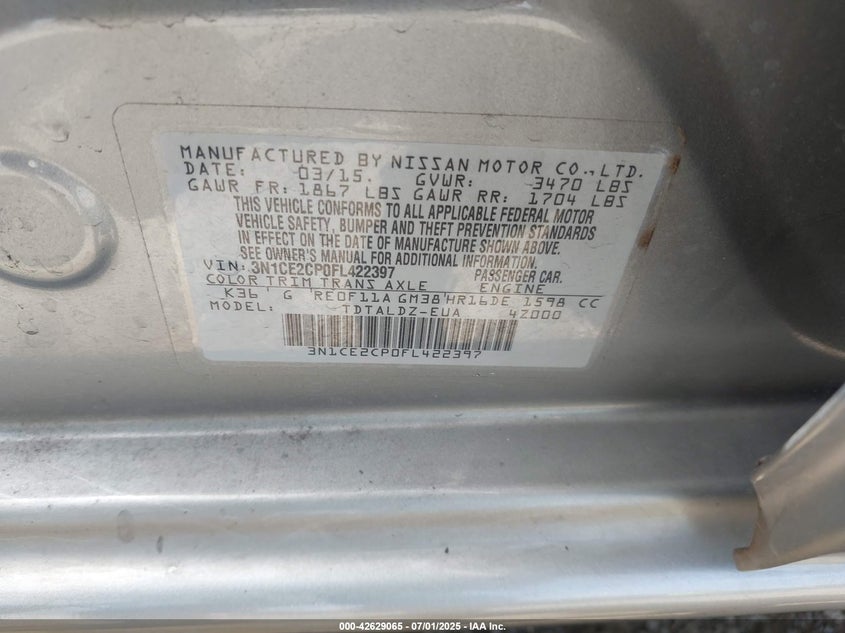 MANUFACTURED BY NISSAN MOTOR CO.,LTD.
DATE: 03/15. GVWR: 3470 LBS
GAWR FR: 1867 LBS GAWR RR: 1704 LBS
THIS VEHICLE CONFORMS TO ALL APPLICABLE FEDERAL MOTOR
VEHICLE SAFETY, BUMPER AND THEFT PREVENTION STANDARDS
IN EFFECT ON THE DATE OF MANUFACTURE SHOWN ABOVE.
SEE OWNER'S MANUAL FOR ADDITIONAL INFORMATION.
VIN: 3N1CE2CP0FL422397 PASSENGER CAR.
COLOR TRIM TRANS AXLE ENGINE
K36 G RE0F11A GM38 HR16DE 1598 CC
MODEL: TDTALDZ-EUA 4Z000
3N1CE2CP0FL422397
000-42629065 - 07/01/2025 - IAA Inc.